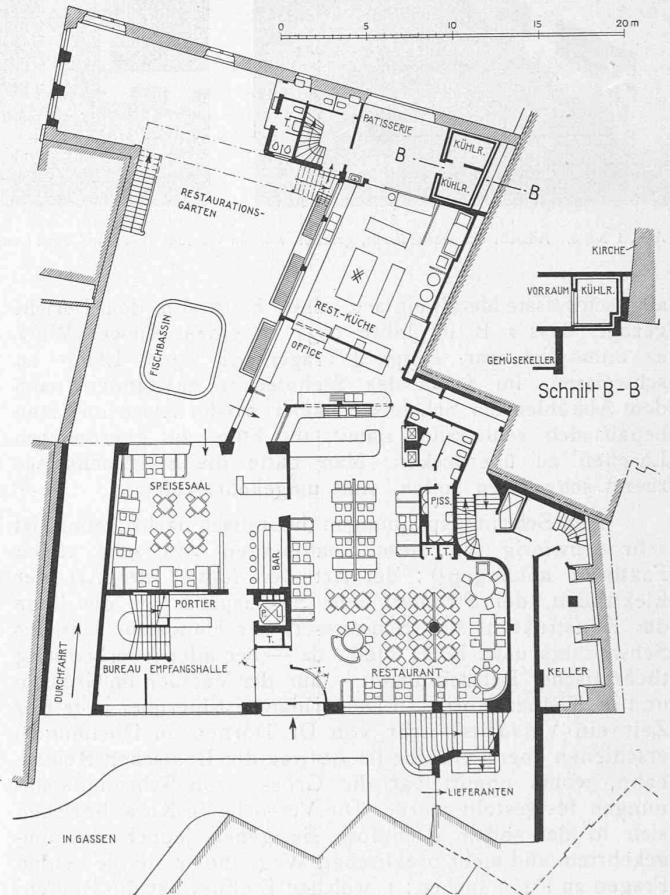 0 5 10 15 20 m
T.
PATISSERIE
B
KÜHLR.
KÜHLR.
B
RESTAURATIONS-
GARTEN
KIRCHE
VORRAUM
KÜHLR.
REST.-KÜCHE
FISCHBASSIN
OFFICE
GEMÜSEKELLER
Schnitt B-B
SPEISESAAL
PISS.
BAR
T. T.
PORTIER
P.
T.
DURCHFAHRT
BUREAU
EMPFANGSHALLE
RESTAURANT
KELLER
LIEFERANTEN
IN GASSEN